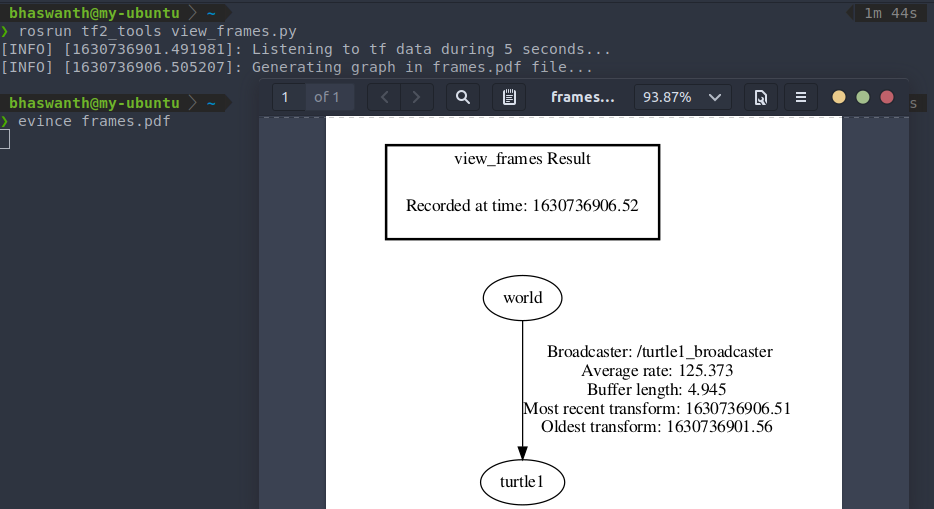 bhaswanth@my-ubuntu ~ 1m 44s
❯ rosrun tf2_tools view_frames.py
[INFO] [1630736901.491981]: Listening to tf data during 5 seconds...
[INFO] [1630736906.505207]: Generating graph in frames.pdf file...
bhaswanth@my-ubuntu ~ s
❯ evince frames.pdf
1 of 1 frames... 93.87%
view_frames Result
Recorded at time: 1630736906.52
world
Broadcaster: /turtle1_broadcaster
Average rate: 125.373
Buffer length: 4.945
Most recent transform: 1630736906.51
Oldest transform: 1630736901.56
turtle1